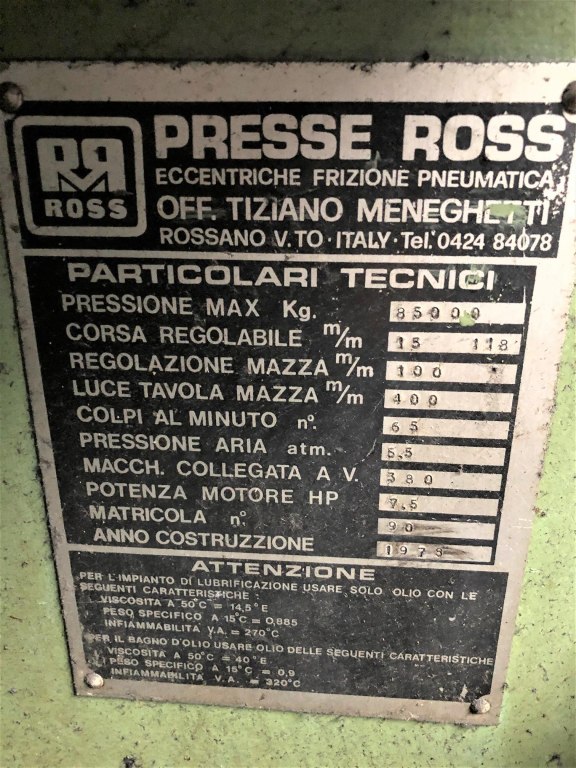 PRESSE ROSS
ROSS
ECCENTRICHE FRIZIONE PNEUMATICA
OFF. TIZIANO MENEGHETTI
ROSSANO V.TO · ITALY · Tel. 0424 84078
PARTICOLARI TECNICI
PRESSIONE MAX Kg. 85000
CORSA REGOLABILE m/m 15 118
REGOLAZIONE MAZZA m/m 100
LUCE TAVOLA MAZZA m/m 400
COLPI AL MINUTO n°. 65
PRESSIONE ARIA atm. 5.5
MACCH. COLLEGATA A V. 380
POTENZA MOTORE HP 7.5
MATRICOLA n°. 90
ANNO COSTRUZZIONE
ATTENZIONE
PER L'IMPIANTO DI LUBRIFICAZIONE USARE SOLO OLIO CON LE
SEGUENTI CARATTERISTICHE :
VISCOSITA A 50°C = 14,5°E
PESO SPECIFICO A 15°C = 0,885
INFIAMMABILITA V.A. = 270°C
PER IL BAGNO D'OLIO USARE OLIO DELLE SEGUENTI CARATTERISTICHE
VISCOSITA A 50°C = 40°E
PESO SPECIFICO A 15°C = 0,9
INFIAMMABILITA V.A. = 320°C